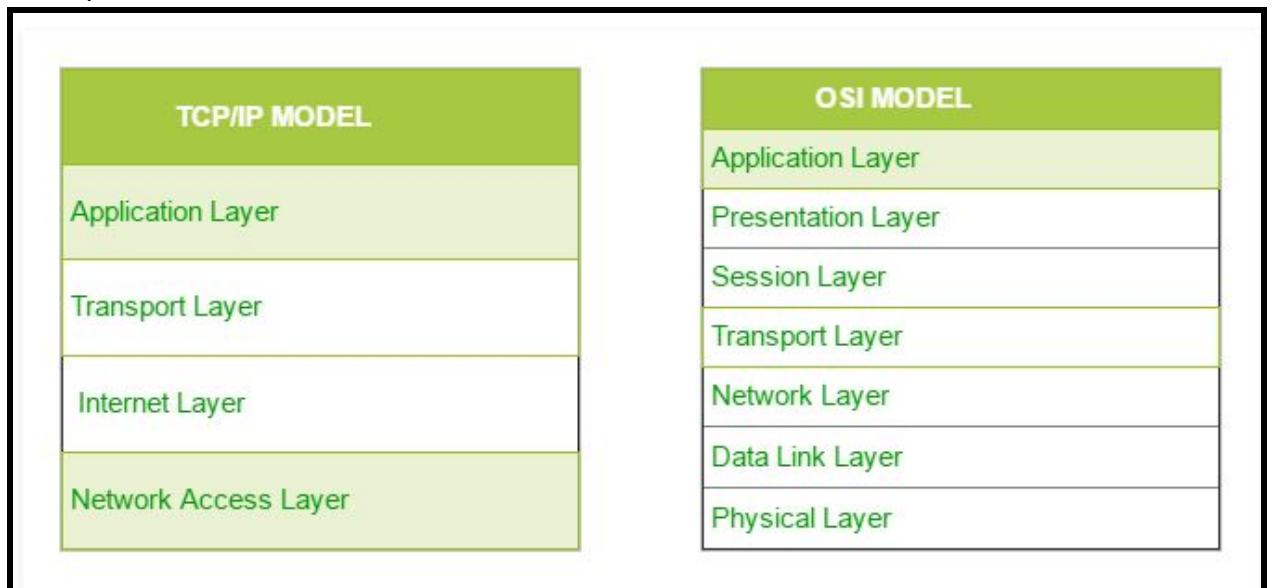 TCP/IP MODEL
Application Layer
Transport Layer
Internet Layer
Network Access Layer
OSI MODEL
Application Layer
Presentation Layer
Session Layer
Transport Layer
Network Layer
Data Link Layer
Physical Layer